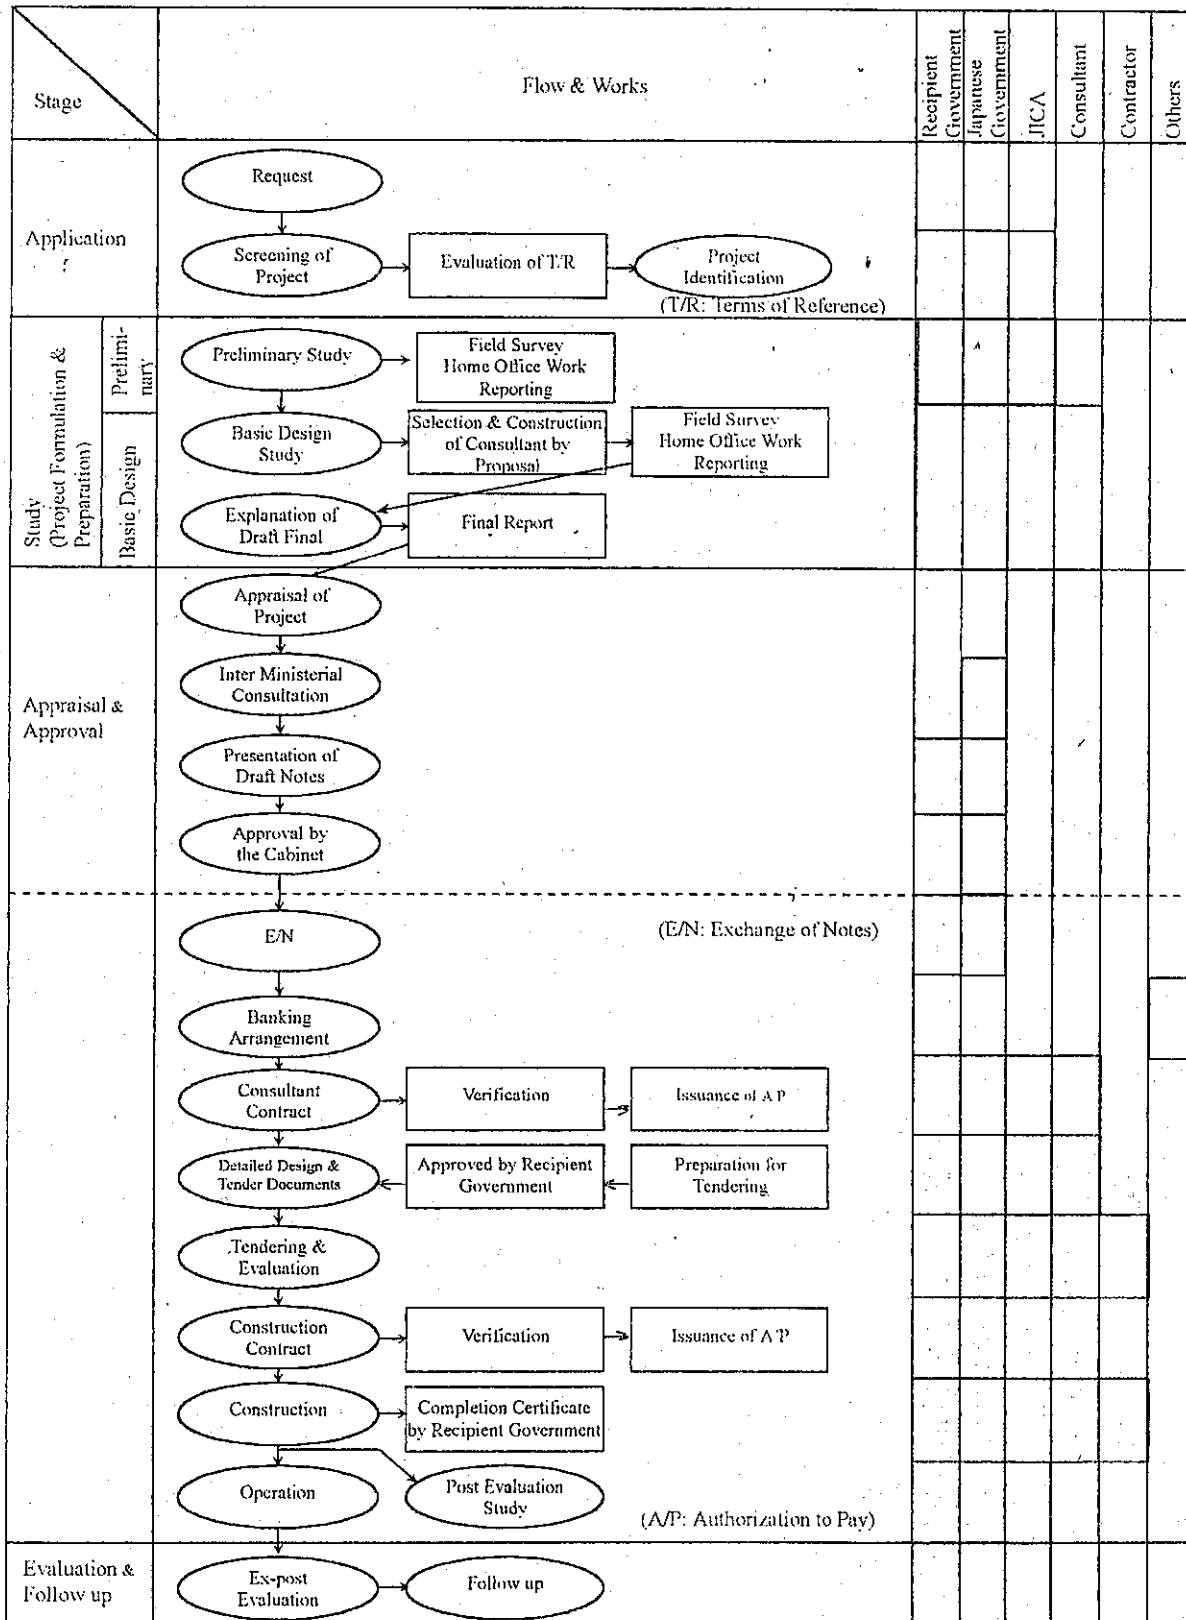 Stage
Flow & Works
Recipient
Government
Japanese
Government
JICA
Consultant
Contractor
Others
Application
Request
Screening of
Project
Evaluation of T/R
Project
Identification
(T/R: Terms of Reference)
Study
(Project Formulation &
Preparation)
Prelimi-
nary
Preliminary Study
Field Survey
Home Office Work
Reporting
Basic Design
Basic Design
Study
Selection & Construction
of Consultant by
Proposal
Field Survey
Home Office Work
Reporting
Explanation of
Draft Final
Final Report
Appraisal &
Approval
Appraisal of
Project
Inter Ministerial
Consultation
Presentation of
Draft Notes
Approval by
the Cabinet
E/N
(E/N: Exchange of Notes)
Banking
Arrangement
Consultant
Contract
Verification
Issuance of A/P
Detailed Design &
Tender Documents
Approved by Recipient
Government
Preparation for
Tendering
Tendering &
Evaluation
Construction
Contract
Verification
Issuance of A/P
Construction
Completion Certificate
by Recipient Government
Operation
Post Evaluation
Study
(A/P: Authorization to Pay)
Evaluation &
Follow up
Ex-post
Evaluation
Follow up